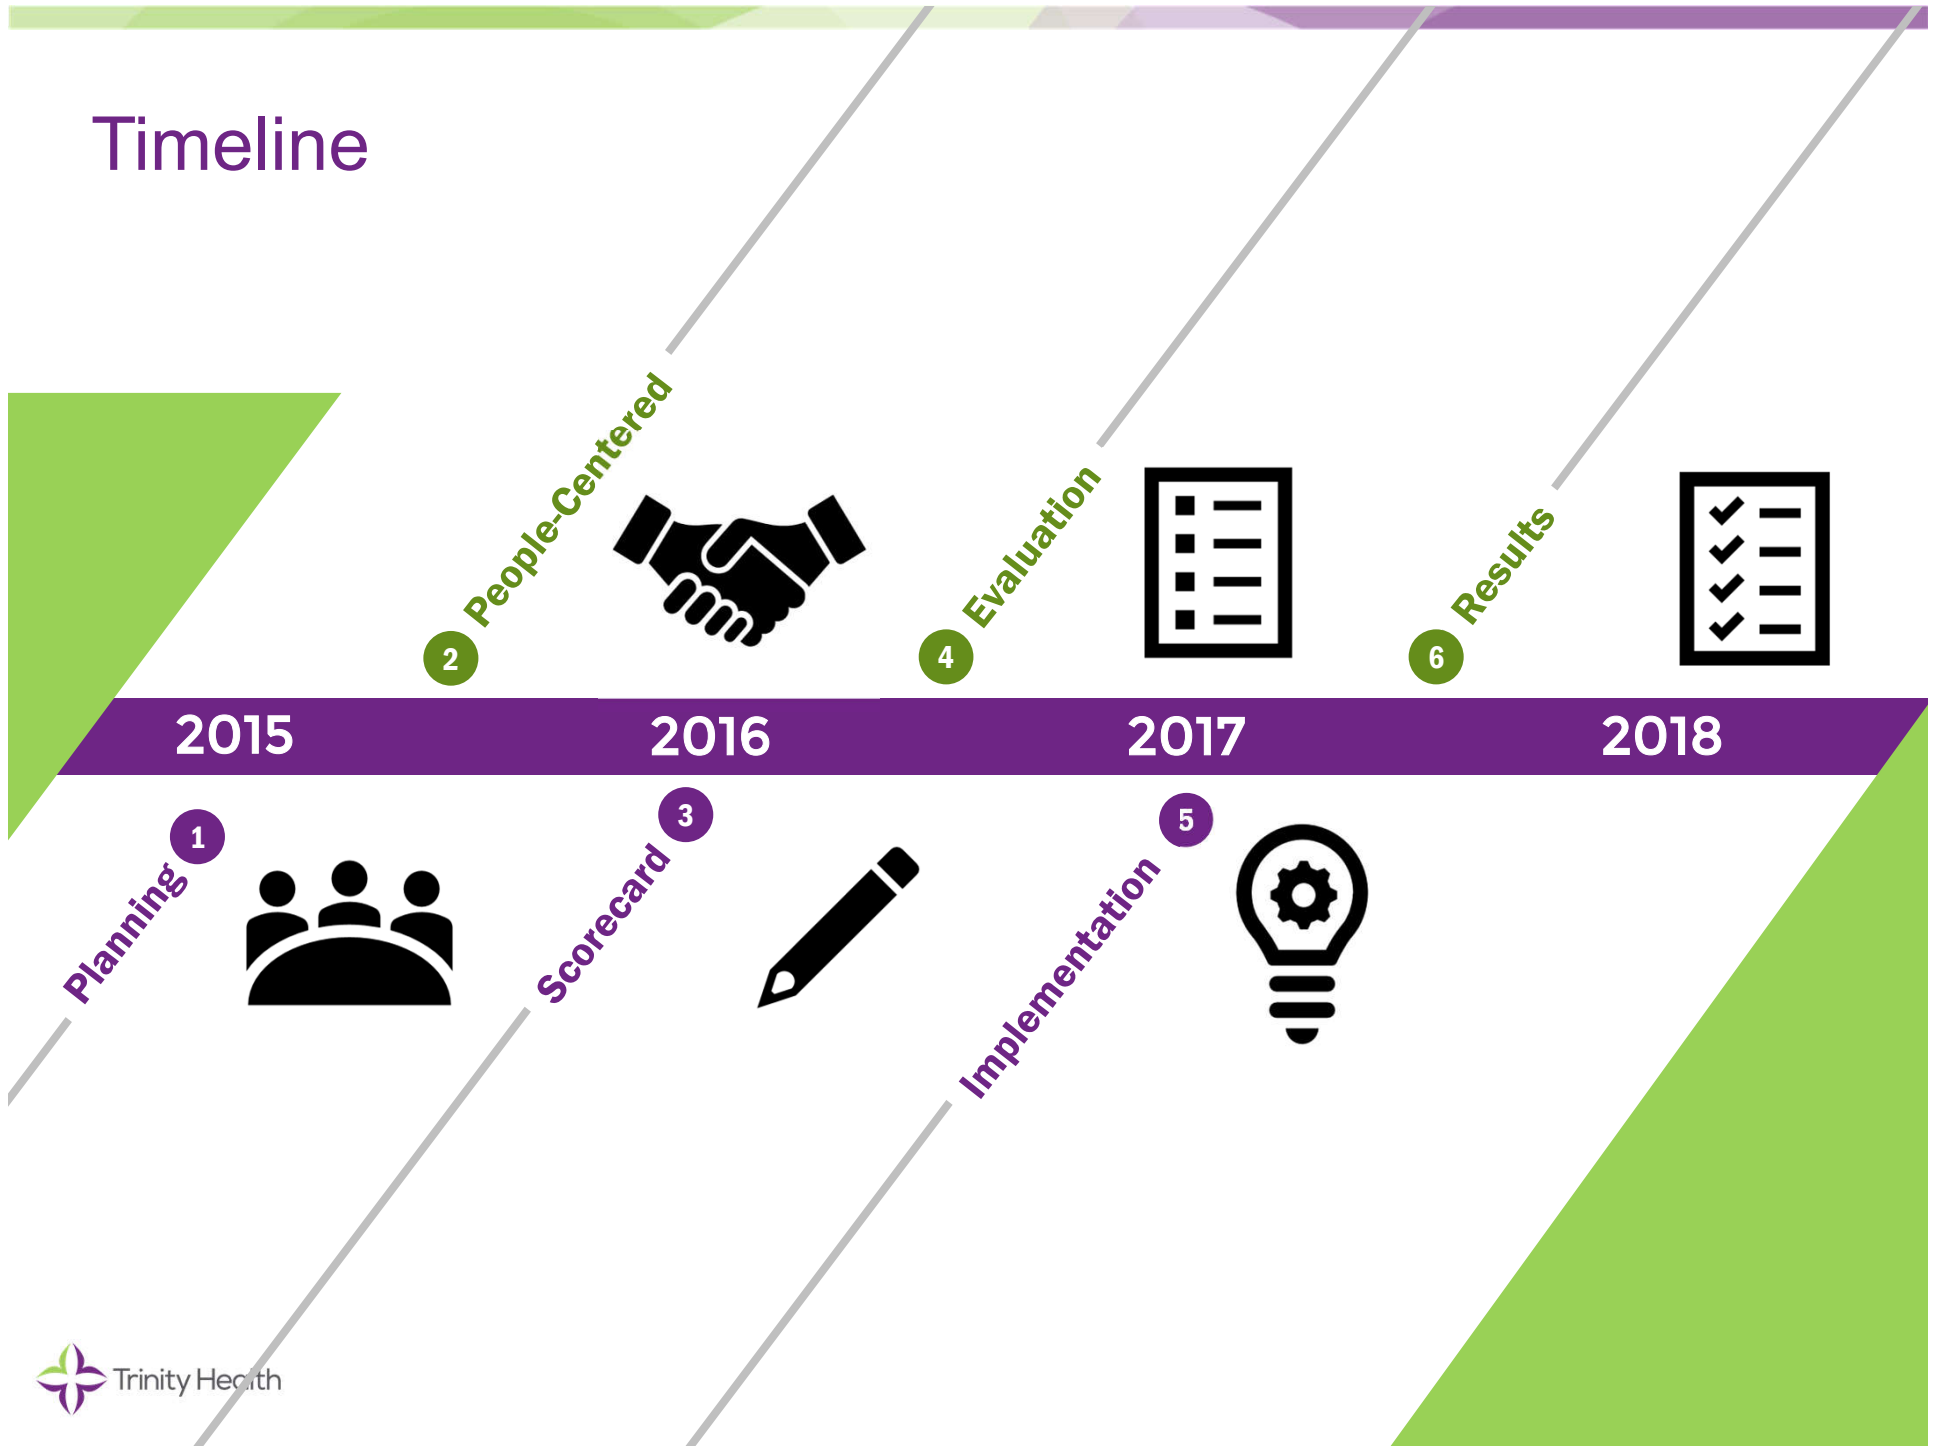 Timeline
2 People-Centered
4 Evaluation
6 Results
2015 2016 2017 2018
1 Planning
3 Scorecard
5 Implementation
Trinity Health